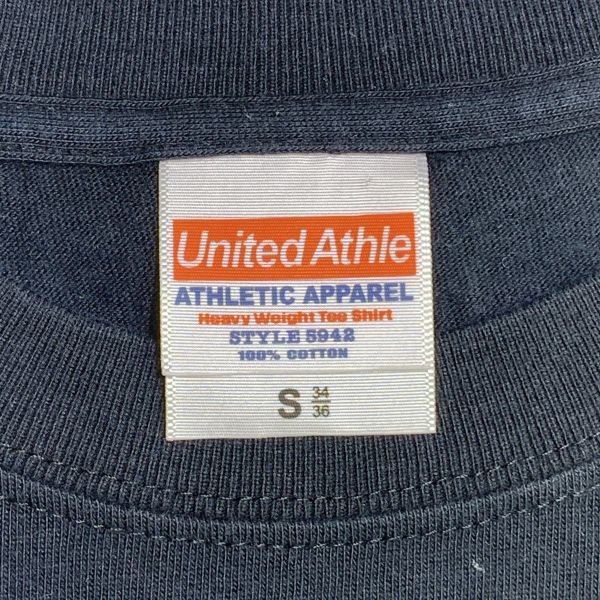 United Athle
ATHLETIC APPAREL
Heavy Weight Tee Shirt
STYLE 5942
100% COTTON
S 34
36